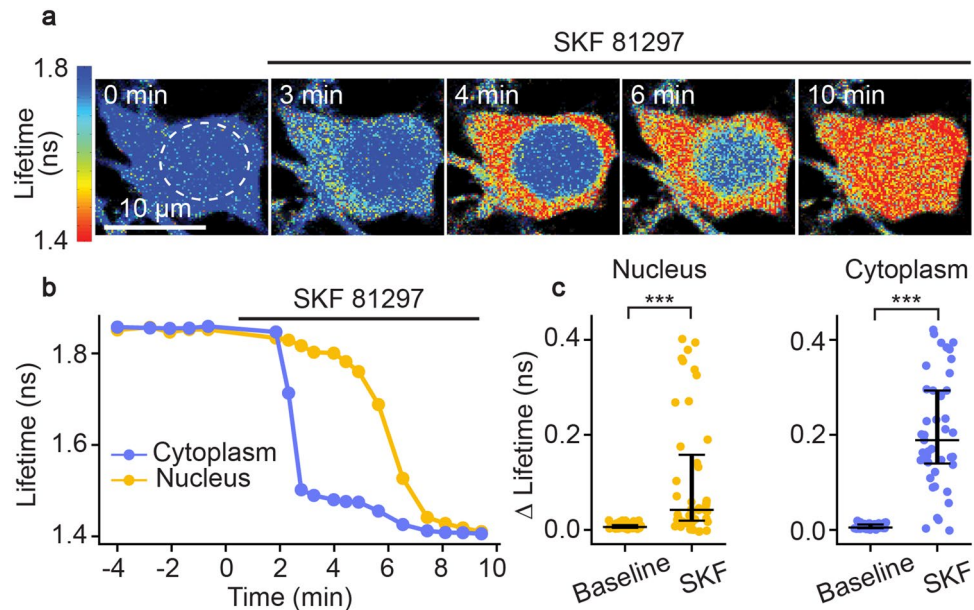 a
SKF 81297
Lifetime (ns)
1.8
1.4
0 min
3 min
4 min
6 min
10 min
10 µm
b
SKF 81297
Lifetime (ns)
1.8
1.6
1.4
Cytoplasm
Nucleus
-4 -2 0 2 4 6 8 10
Time (min)
c
Nucleus
Cytoplasm
***
***
Δ Lifetime (ns)
0.4
0.2
0.0
Baseline SKF
0.4
0.2
0.0
Baseline SKF